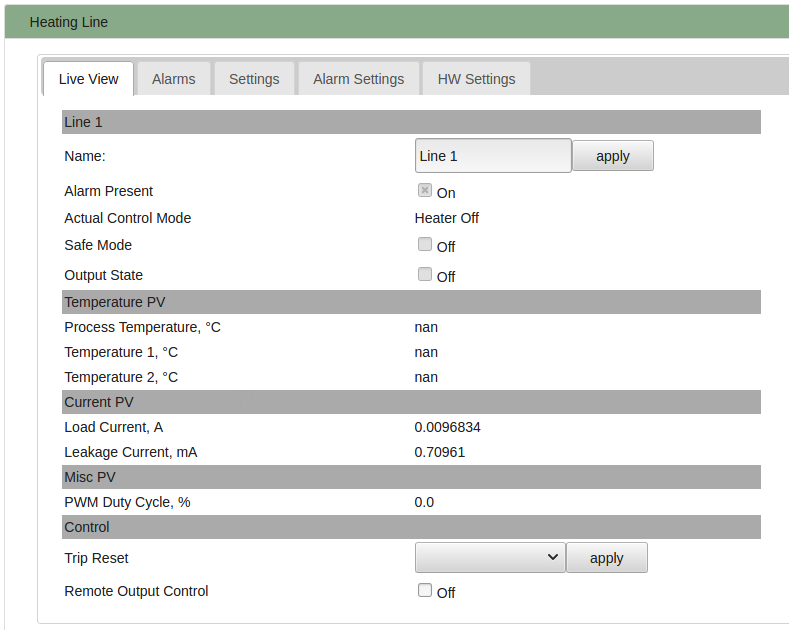 Heating Line
Live View Alarms Settings Alarm Settings HW Settings
Line 1
Name: Line 1 apply
Alarm Present On
Actual Control Mode Heater Off
Safe Mode Off
Output State Off
Temperature PV
Process Temperature, °C nan
Temperature 1, °C nan
Temperature 2, °C nan
Current PV
Load Current, A 0.0096834
Leakage Current, mA 0.70961
Misc PV
PWM Duty Cycle, % 0.0
Control
Trip Reset apply
Remote Output Control Off